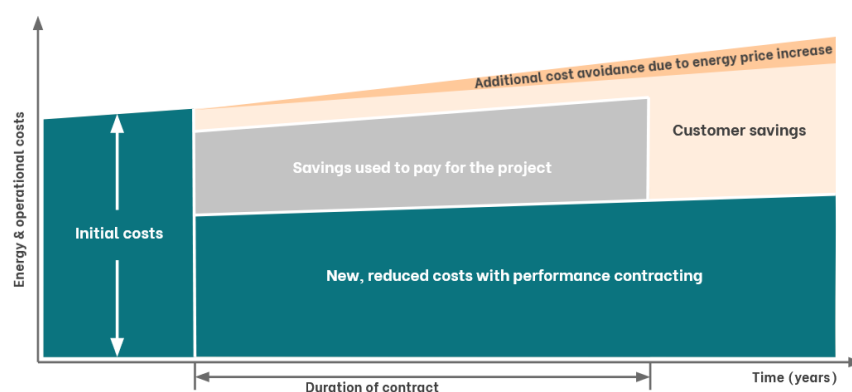 Additional cost avoidance due to energy price increase
Customer savings
Savings used to pay for the project
Initial costs
New, reduced costs with performance contracting
Energy & operational costs
Time (years)
Duration of contract